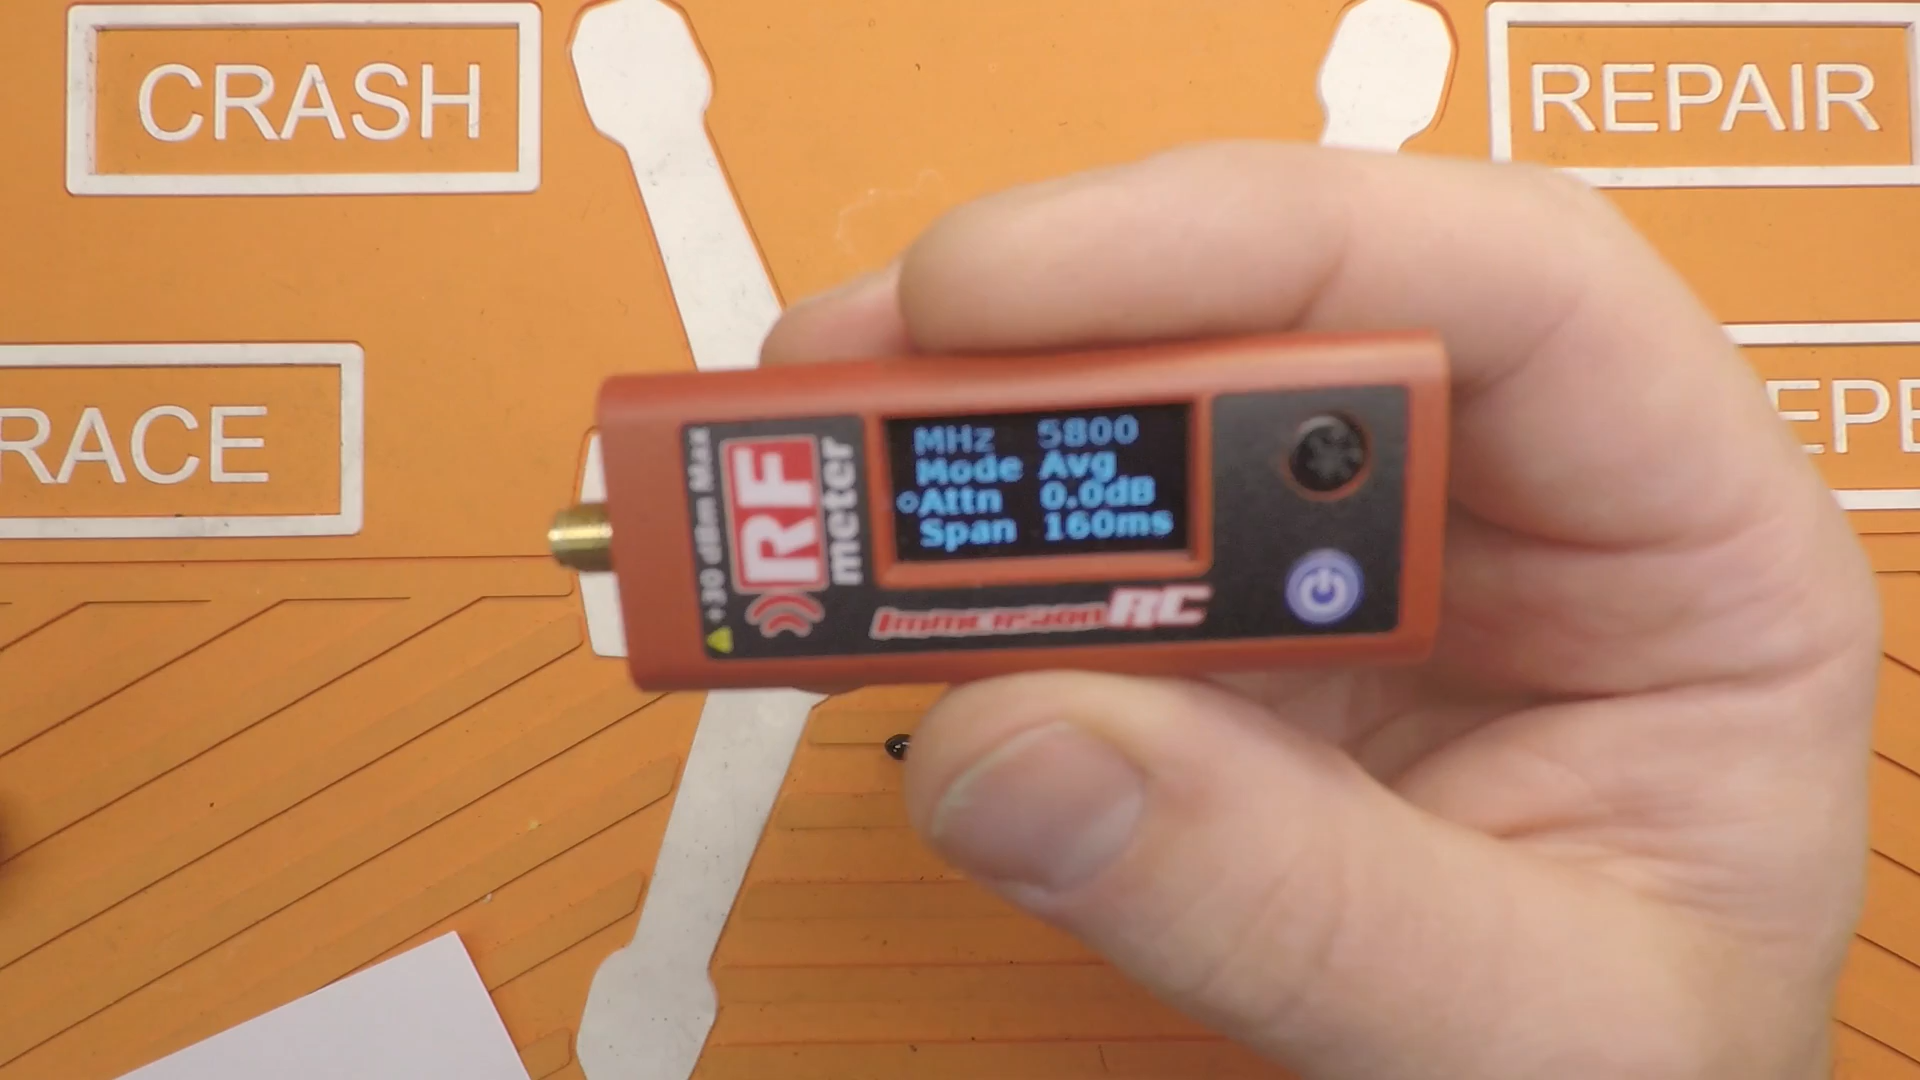 CRASH
REPAIR
RACE
+30 dBm Max
RF
meter
MHz 5800
Mode Avg
Attn 0.0dB
Span 160ms
ImmersionRC